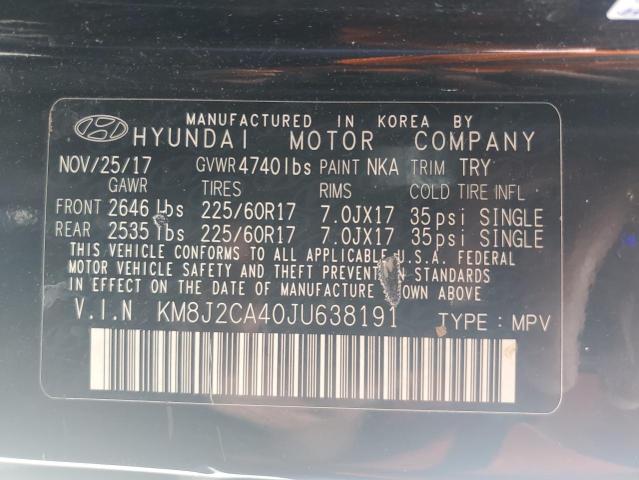 MANUFACTURED IN KOREA BY
HYUNDAI MOTOR COMPANY
NOV/25/17 GVWR 4740lbs PAINT NKA TRIM TRY
GAWR TIRES RIMS COLD TIRE INFL
FRONT 2646 lbs 225/60R17 7.0JX17 35psi SINGLE
REAR 2535 lbs 225/60R17 7.0JX17 35psi SINGLE
THIS VEHICLE CONFORMS TO ALL APPLICABLE U.S.A. FEDERAL
MOTOR VEHICLE SAFETY AND THEFT PREVENTION STANDARDS
IN EFFECT ON THE DATE OF MANUFACTURE SHOWN ABOVE
V.I.N KM8J2CA40JU638191 TYPE : MPV